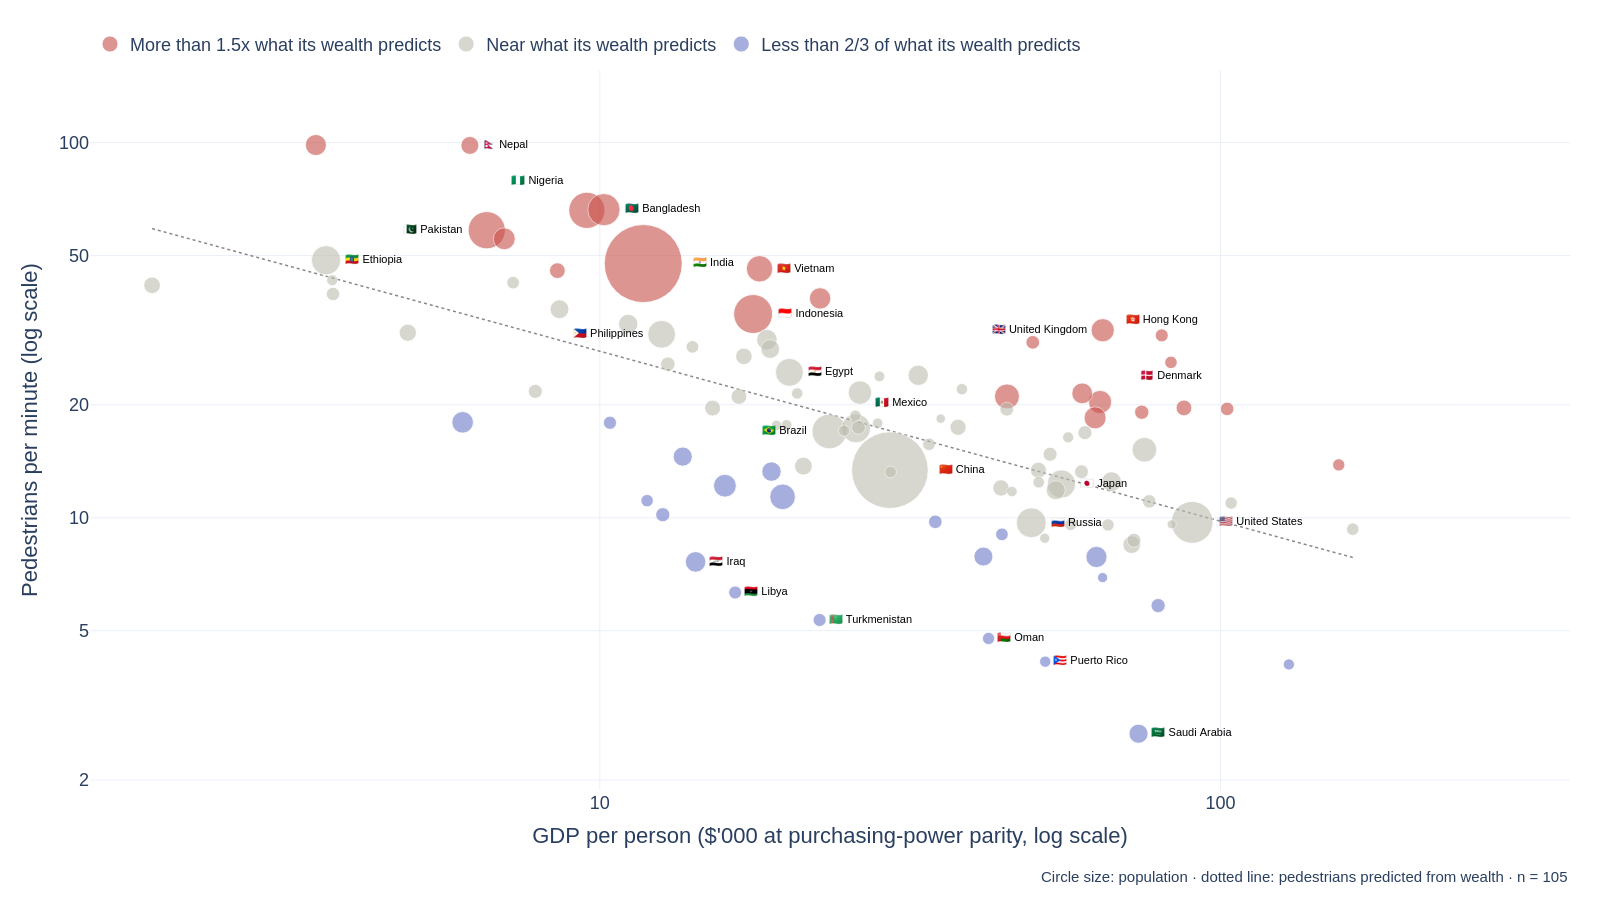 More than 1.5x what its wealth predicts
Near what its wealth predicts
Less than 2/3 of what its wealth predicts
Pedestrians per minute (log scale)
100
50
20
10
5
2
Nepal
Nigeria
Bangladesh
Pakistan
Ethiopia
India
Vietnam
Indonesia
Hong Kong
United Kingdom
Philippines
Egypt
Denmark
Mexico
Brazil
China
Japan
Russia
United States
Iraq
Libya
Turkmenistan
Oman
Puerto Rico
Saudi Arabia
10
100
GDP per person ($'000 at purchasing-power parity, log scale)
Circle size: population · dotted line: pedestrians predicted from wealth · n = 105